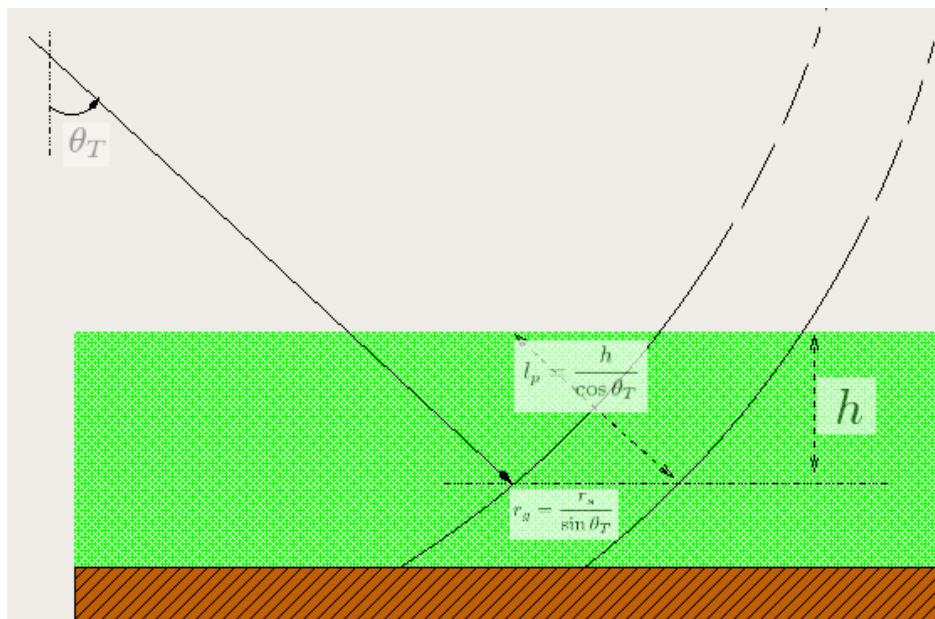 θ_T
l_p = h / cos θ_T
h
r_g = r_s / sin θ_T